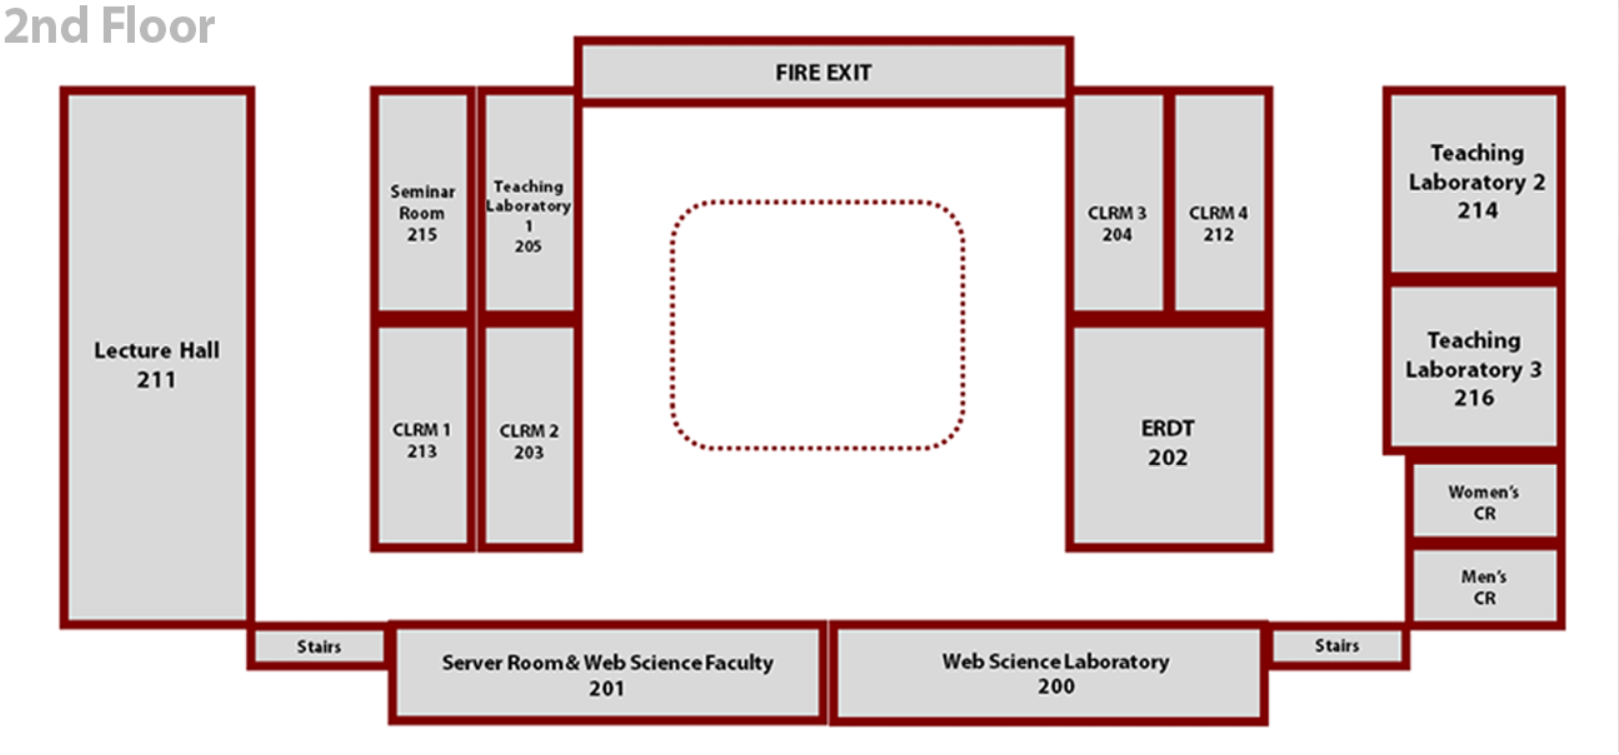 2nd Floor
FIRE EXIT
Lecture Hall
211
Seminar
Room
215
Teaching
Laboratory
1
205
CLRM 3
204
CLRM 4
212
Teaching
Laboratory 2
214
CLRM 1
213
CLRM 2
203
ERDT
202
Teaching
Laboratory 3
216
Women's
CR
Men's
CR
Stairs
Server Room & Web Science Faculty
201
Web Science Laboratory
200
Stairs